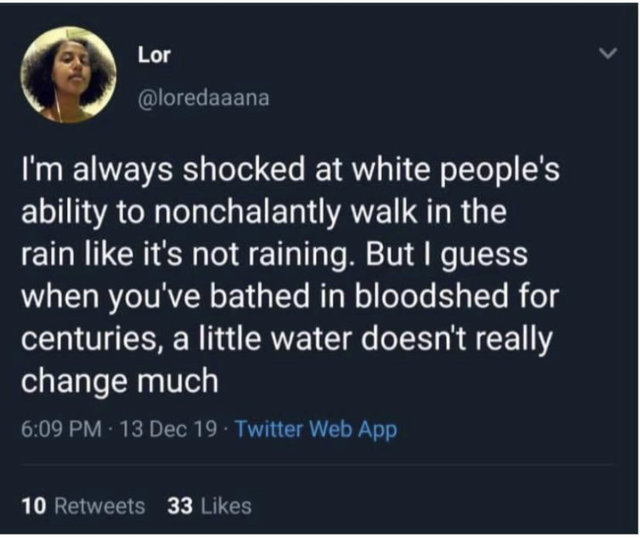 Lor
@loredaaana
I'm always shocked at white people's
ability to nonchalantly walk in the
rain like it's not raining. But I guess
when you've bathed in bloodshed for
centuries, a little water doesn't really
change much
6:09 PM · 13 Dec 19 · Twitter Web App
10 Retweets 33 Likes